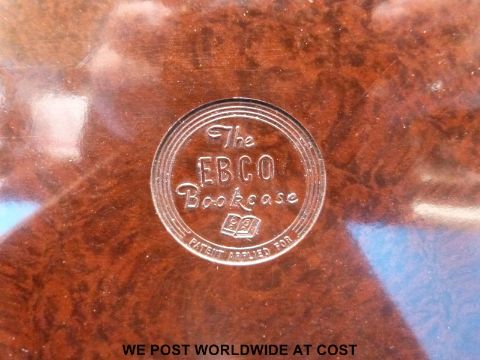 The
EBCO
Bookcase
PATENT APPLIED FOR
WE POST WORLDWIDE AT COST